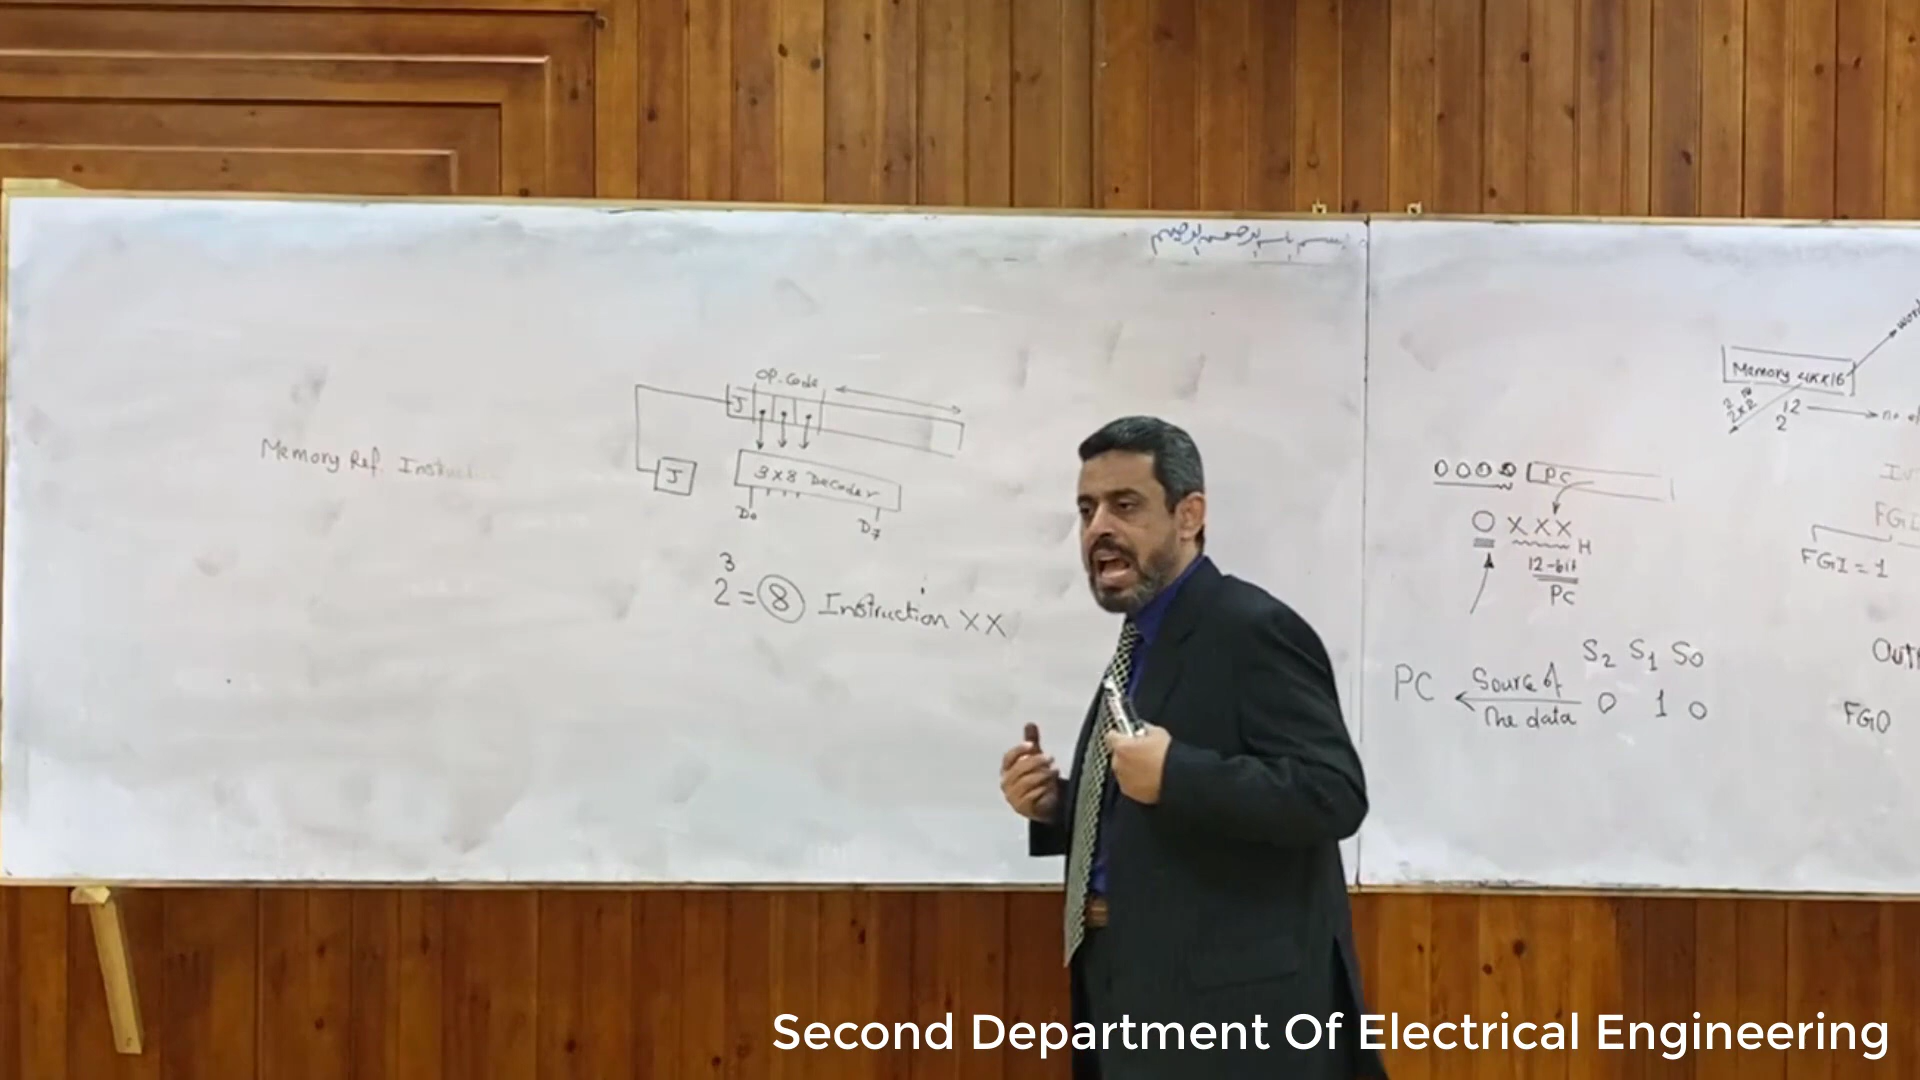 بسم الله الرحمن الرحيم
OP. Code
J
J
3x8 Decoder
D0
D7
Memory Ref.
2^3 = 8 Instruction XX
Memory 4Kx16
2^12
0000 PC
0 XXX H
12-bit
PC
S2 S1 S0
PC ← Source of The data 0 1 0
FGI = 1
FGO
Second Department Of Electrical Engineering